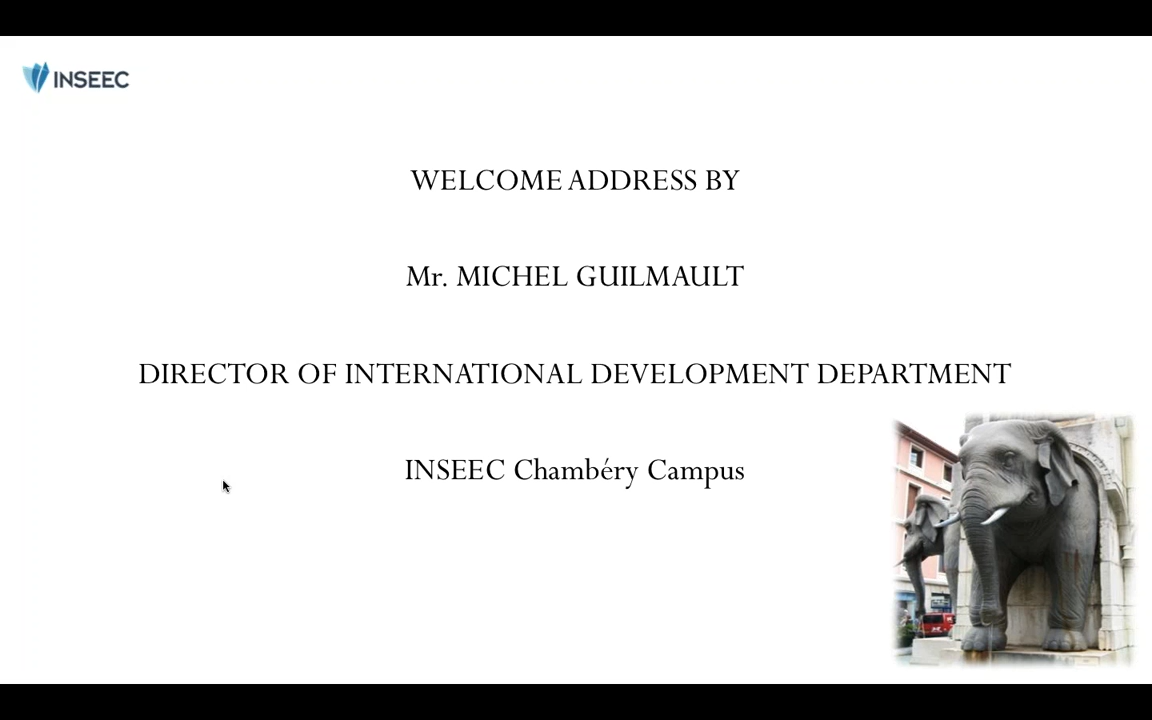 INSEEC
WELCOME ADDRESS BY
Mr. MICHEL GUILMAULT
DIRECTOR OF INTERNATIONAL DEVELOPMENT DEPARTMENT
INSEEC Chambéry Campus